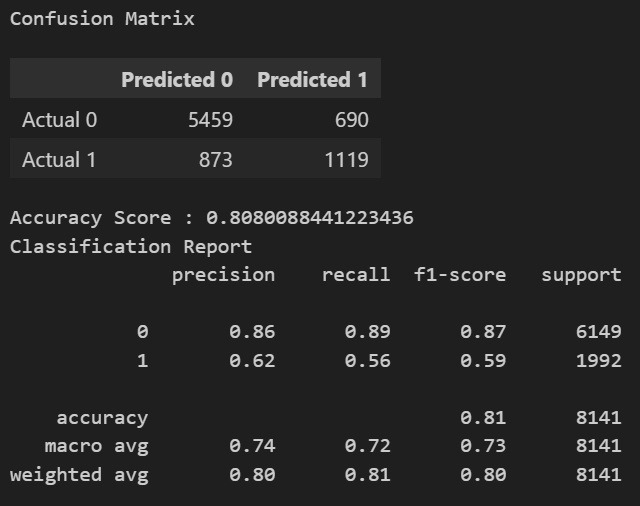 Confusion Matrix
Predicted 0 Predicted 1
Actual 0 5459 690
Actual 1 873 1119
Accuracy Score : 0.8080088441223436
Classification Report
precision recall f1-score support
0 0.86 0.89 0.87 6149
1 0.62 0.56 0.59 1992
accuracy 0.81 8141
macro avg 0.74 0.72 0.73 8141
weighted avg 0.80 0.81 0.80 8141